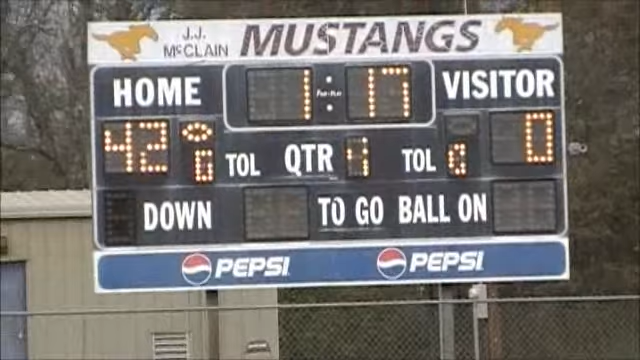 J.J. McCLAIN MUSTANGS
HOME 1:17 VISITOR
42 TOL QTR 4 TOL 0
DOWN TO GO BALL ON
PEPSI PEPSI